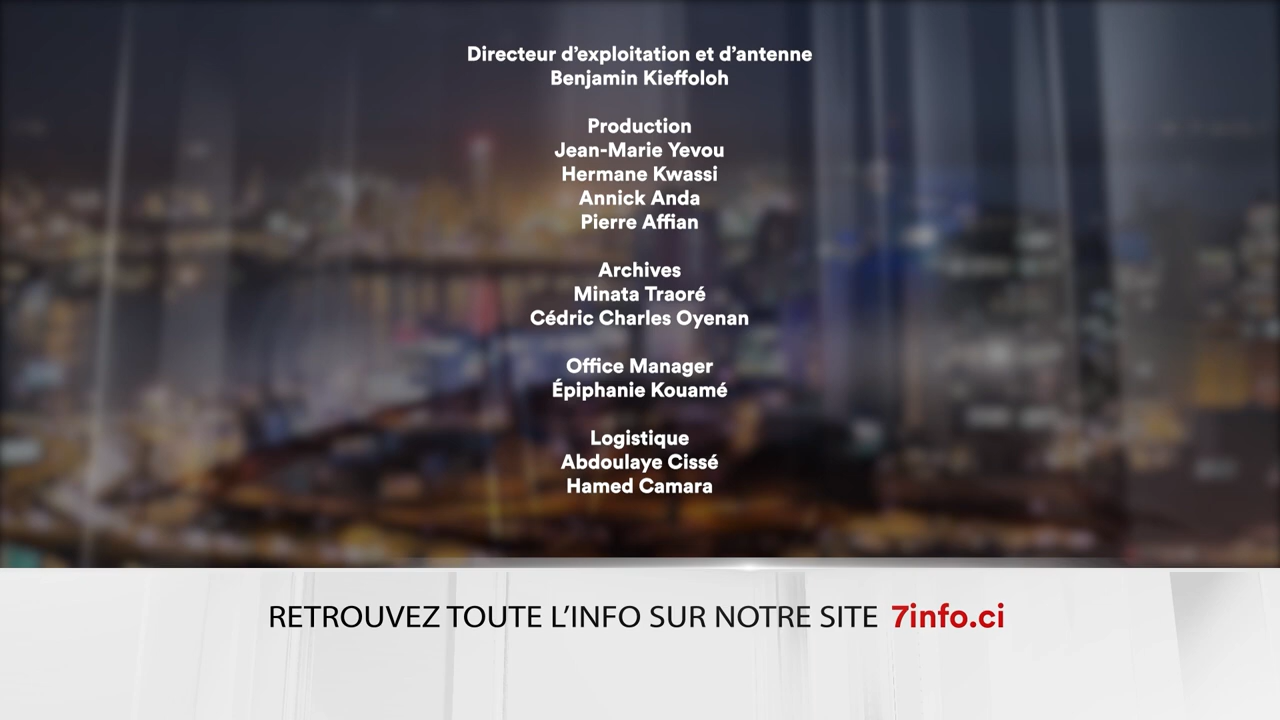 Directeur d’exploitation et d’antenne
Benjamin Kieffoloh
Production
Jean-Marie Yevou
Hermane Kwassi
Annick Anda
Pierre Affian
Archives
Minata Traoré
Cédric Charles Oyenan
Office Manager
Épiphanie Kouamé
Logistique
Abdoulaye Cissé
Hamed Camara
RETROUVEZ TOUTE L’INFO SUR NOTRE SITE 7info.ci